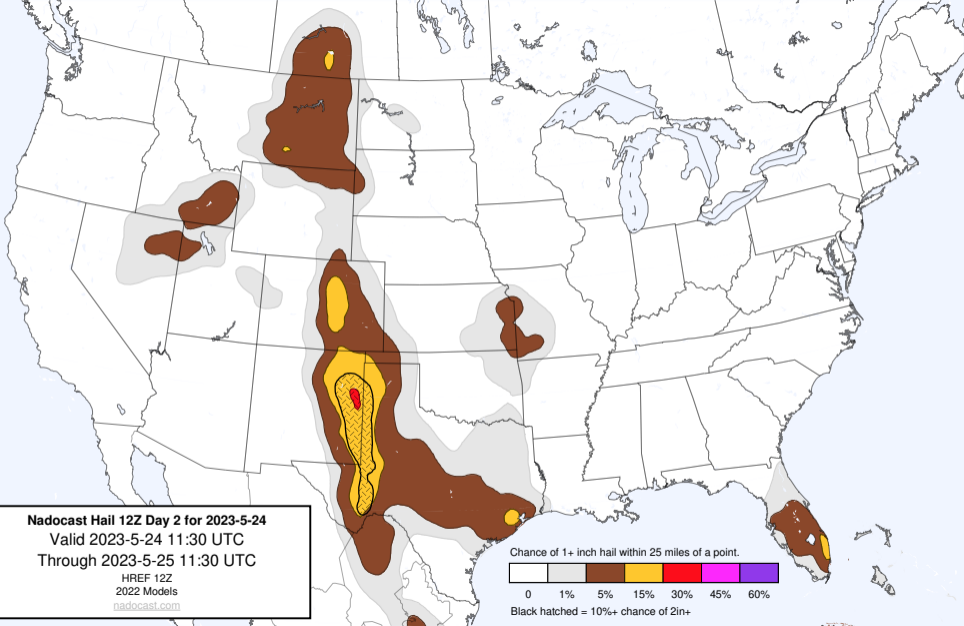 Nadocast Hail 12Z Day 2 for 2023-5-24
Valid 2023-5-24 11:30 UTC
Through 2023-5-25 11:30 UTC
HREF 12Z
2022 Models
nadocast.com
Chance of 1+ inch hail within 25 miles of a point.
0 1% 5% 15% 30% 45% 60%
Black hatched = 10%+ chance of 2in+